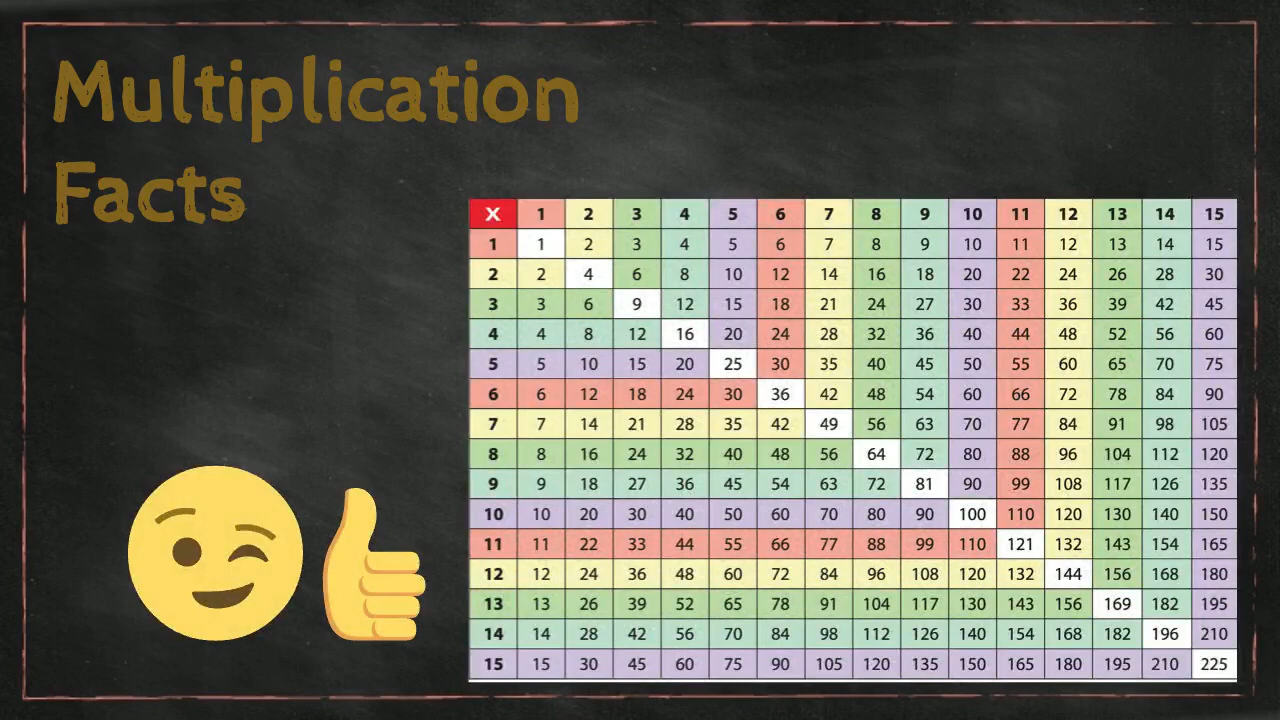 Multiplication
Facts
X 1 2 3 4 5 6 7 8 9 10 11 12 13 14 15
1 1 2 3 4 5 6 7 8 9 10 11 12 13 14 15
2 2 4 6 8 10 12 14 16 18 20 22 24 26 28 30
3 3 6 9 12 15 18 21 24 27 30 33 36 39 42 45
4 4 8 12 16 20 24 28 32 36 40 44 48 52 56 60
5 5 10 15 20 25 30 35 40 45 50 55 60 65 70 75
6 6 12 18 24 30 36 42 48 54 60 66 72 78 84 90
7 7 14 21 28 35 42 49 56 63 70 77 84 91 98 105
8 8 16 24 32 40 48 56 64 72 80 88 96 104 112 120
9 9 18 27 36 45 54 63 72 81 90 99 108 117 126 135
10 10 20 30 40 50 60 70 80 90 100 110 120 130 140 150
11 11 22 33 44 55 66 77 88 99 110 121 132 143 154 165
12 12 24 36 48 60 72 84 96 108 120 132 144 156 168 180
13 13 26 39 52 65 78 91 104 117 130 143 156 169 182 195
14 14 28 42 56 70 84 98 112 126 140 154 168 182 196 210
15 15 30 45 60 75 90 105 120 135 150 165 180 195 210 225